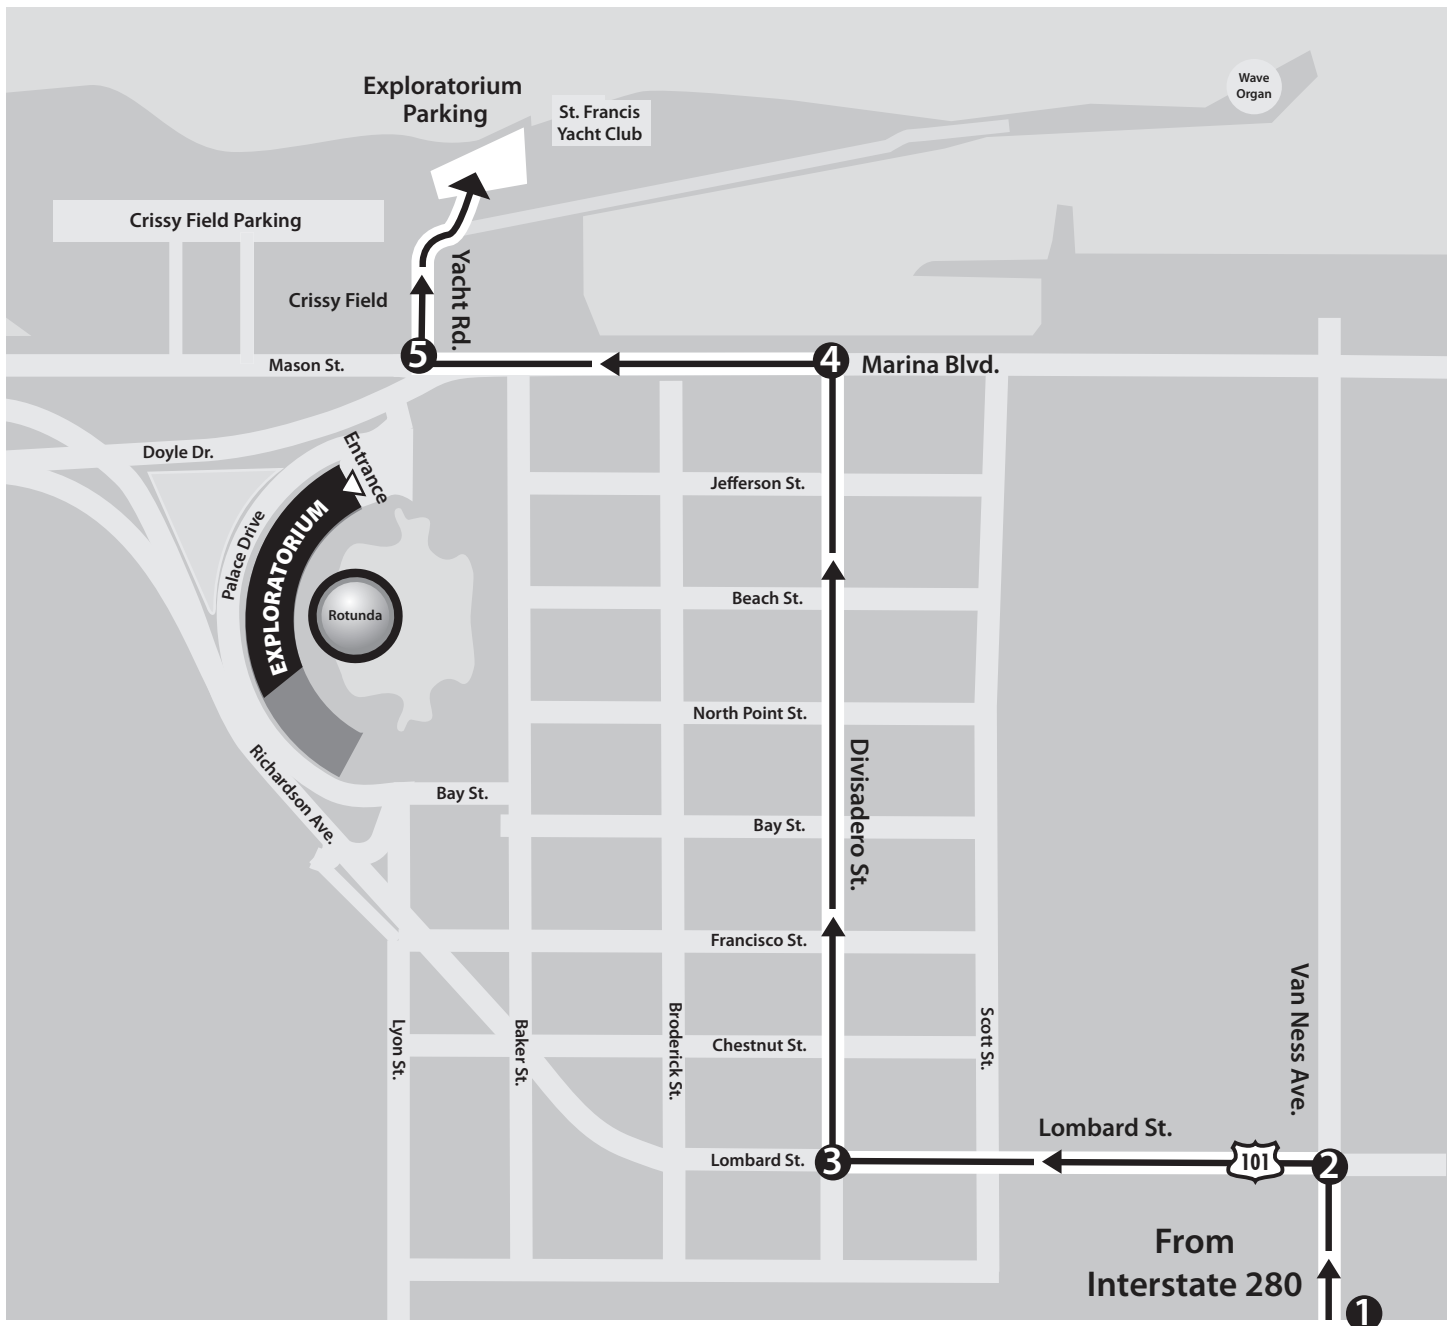 Wave
Organ
Exploratorium
Parking
St. Francis
Yacht Club
Crissy Field Parking
Yacht Rd.
Crissy Field
5
4
Mason St.
Marina Blvd.
Entrance
Doyle Dr.
Jefferson St.
EXPLORATORIUM
Palace Drive
Beach St.
Rotunda
North Point St.
Divisadero St.
Richardson Ave.
Bay St.
Bay St.
Francisco St.
Van Ness Ave.
Lyon St.
Baker St.
Broderick St.
Chestnut St.
Scott St.
Lombard St.
Lombard St.
3
101
2
From
Interstate 280
1